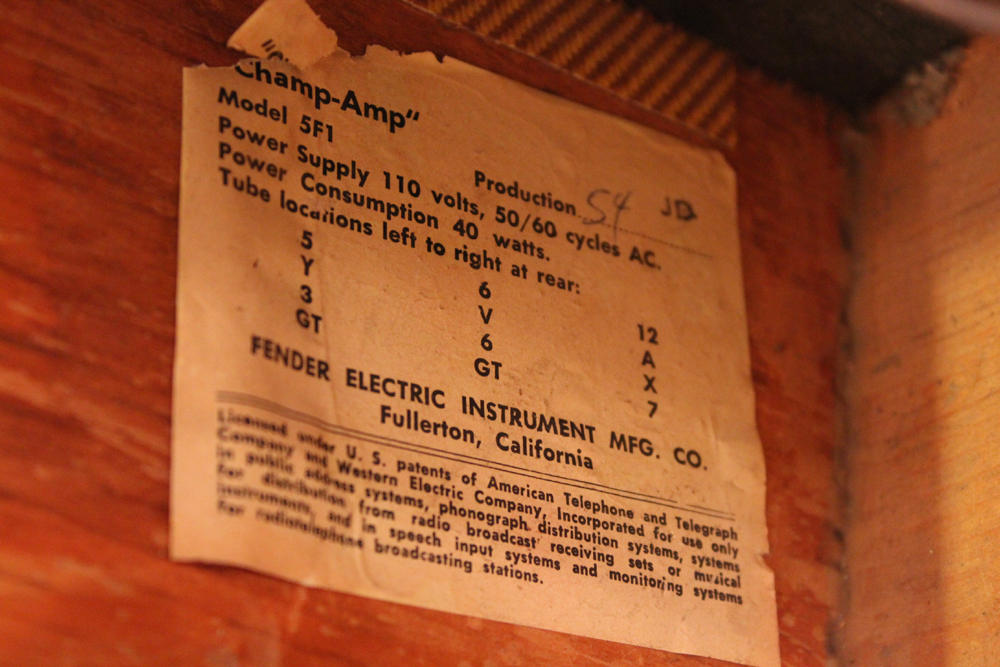 "Champ-Amp"
Model 5F1
Production S4 JD
Power Supply 110 volts, 50/60 cycles AC.
Power Consumption 40 watts.
Tube locations left to right at rear:
5 6 12
Y V A
3 6 X
GT GT 7
FENDER ELECTRIC INSTRUMENT MFG. CO.
Fullerton, California
Licensed under U. S. patents of American Telephone and Telegraph
Company and Western Electric Company, Incorporated for use only
in public address systems, phonograph distribution systems, systems
for distribution from radio broadcast receiving sets or musical
instruments, and in speech input systems and monitoring systems
for radiotelephone broadcasting stations.